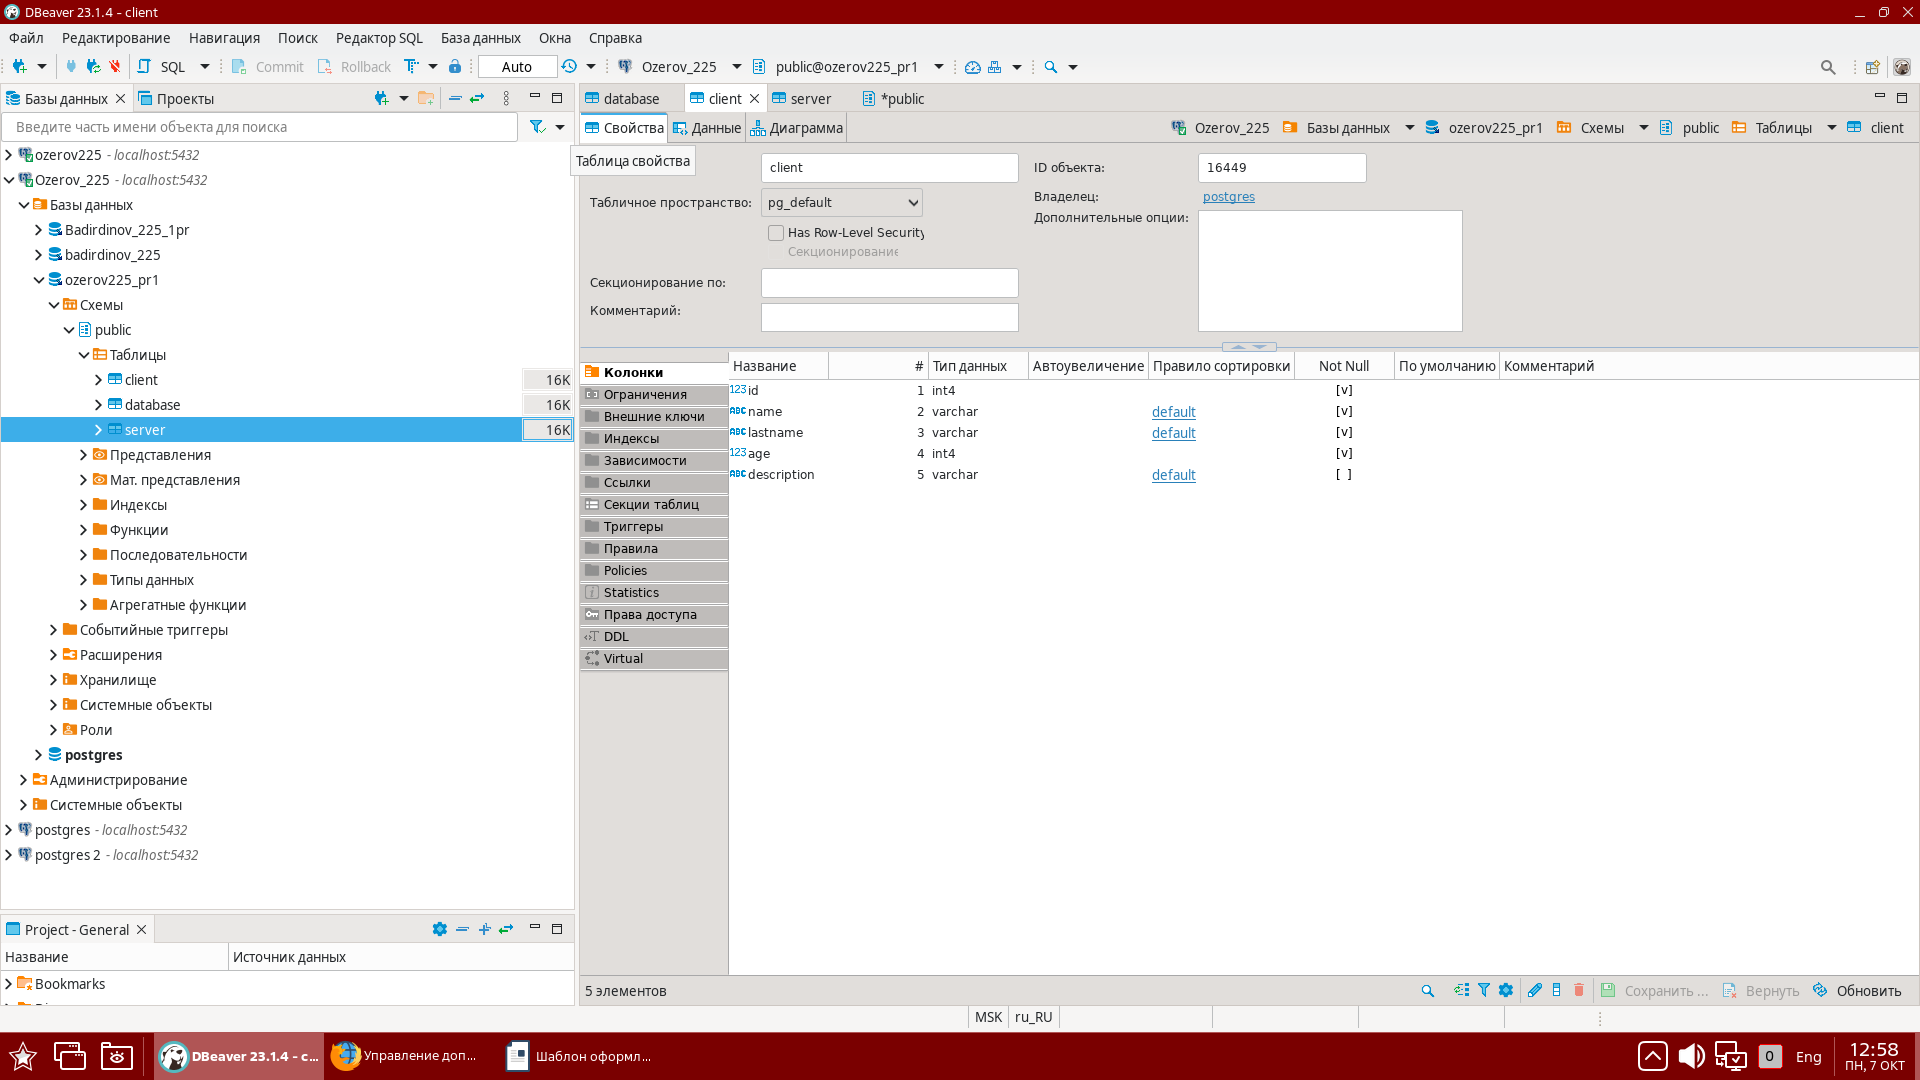 DBeaver 23.1.4 - client
Файл Редактирование Навигация Поиск Редактор SQL База данных Окна Справка
SQL Commit Rollback Auto Ozerov_225 public@ozerov225_pr1
Базы данных Проекты
Введите часть имени объекта для поиска
ozerov225 - localhost:5432
Ozerov_225 - localhost:5432
Базы данных
Badirdinov_225_1pr
badirdinov_225
ozerov225_pr1
Схемы
public
Таблицы
client 16K
database 16K
server 16K
Представления
Мат. представления
Индексы
Функции
Последовательности
Типы данных
Агрегатные функции
Событийные триггеры
Расширения
Хранилище
Системные объекты
Роли
postgres
Администрирование
Системные объекты
postgres - localhost:5432
postgres 2 - localhost:5432
Project - General
Название Источник данных
Bookmarks
database client server *public
Свойства Данные Диаграмма Ozerov_225 Базы данных ozerov225_pr1 Схемы public Таблицы client
Таблица свойства
client ID объекта: 16449
Табличное пространство: pg_default Владелец: postgres
Дополнительные опции:
Has Row-Level Security
Секционирование
Секционирование по:
Комментарий:
Колонки
Ограничения
Внешние ключи
Индексы
Зависимости
Ссылки
Секции таблиц
Триггеры
Правила
Policies
Statistics
Права доступа
DDL
Virtual
Название # Тип данных Автоувеличение Правило сортировки Not Null По умолчанию Комментарий
123 id 1 int4 [v]
ABC name 2 varchar default [v]
ABC lastname 3 varchar default [v]
123 age 4 int4 [v]
ABC description 5 varchar default [ ]
5 элементов Сохранить ... Вернуть Обновить
MSK ru_RU
DBeaver 23.1.4 - c... Управление доп... Шаблон оформл... 0 Eng 12:58
ПН, 7 ОКТ